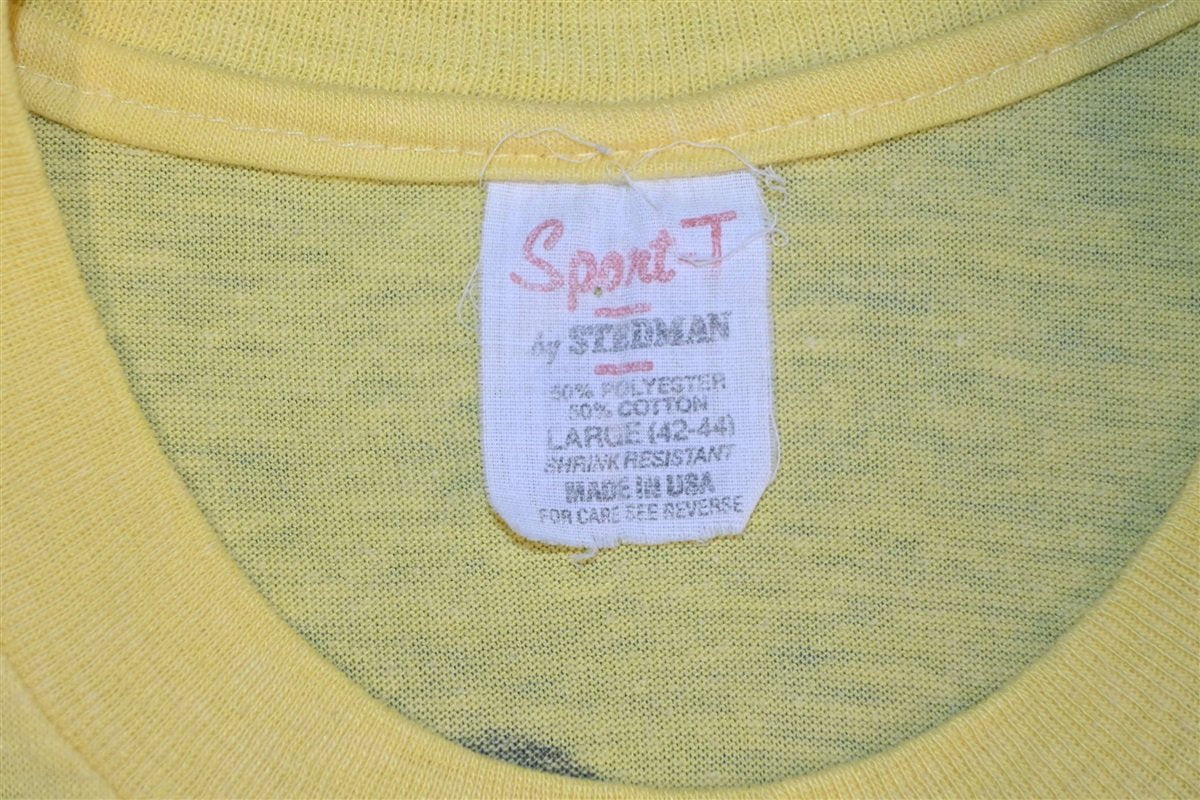 Sport T
by STEDMAN
50% POLYESTER
50% COTTON
LARGE (42-44)
SHRINK RESISTANT
MADE IN USA
FOR CARE SEE REVERSE